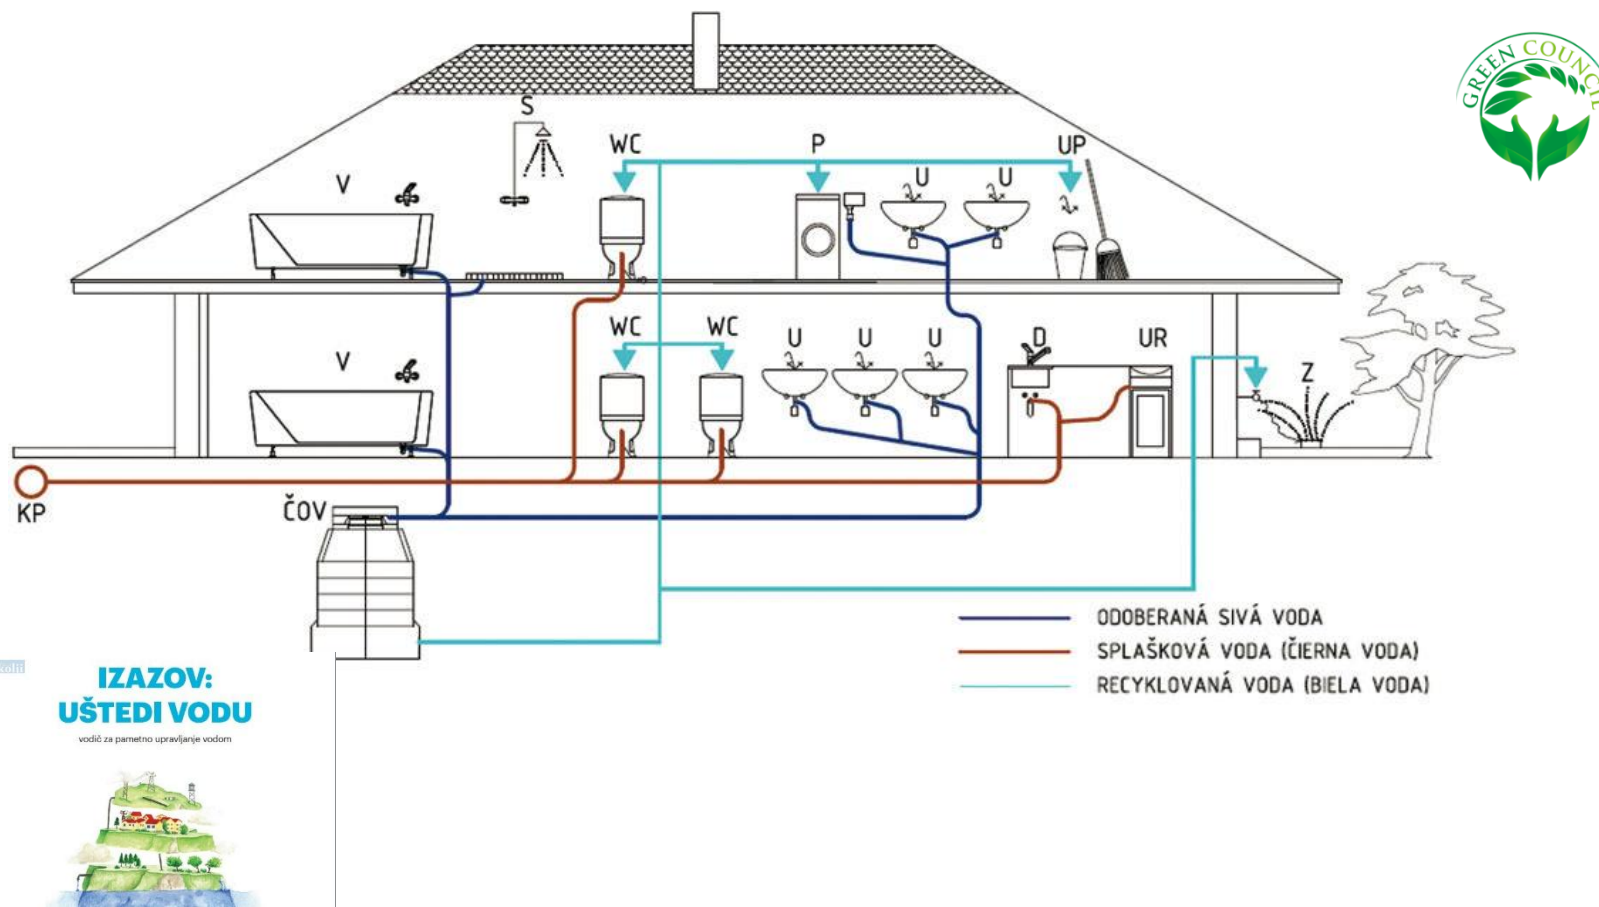 GREEN COUNCIL
S
WC
P
UP
V
U
U
WC
WC
U
U
U
D
UR
V
Z
KP
ČOV
ODOBERANÁ SIVÁ VODA
SPLAŠKOVÁ VODA (ČIERNA VODA)
RECYKLOVANÁ VODA (BIELA VODA)
IZAZOV:
UŠTEDI VODU
vodič za pametno upravljanje vodom